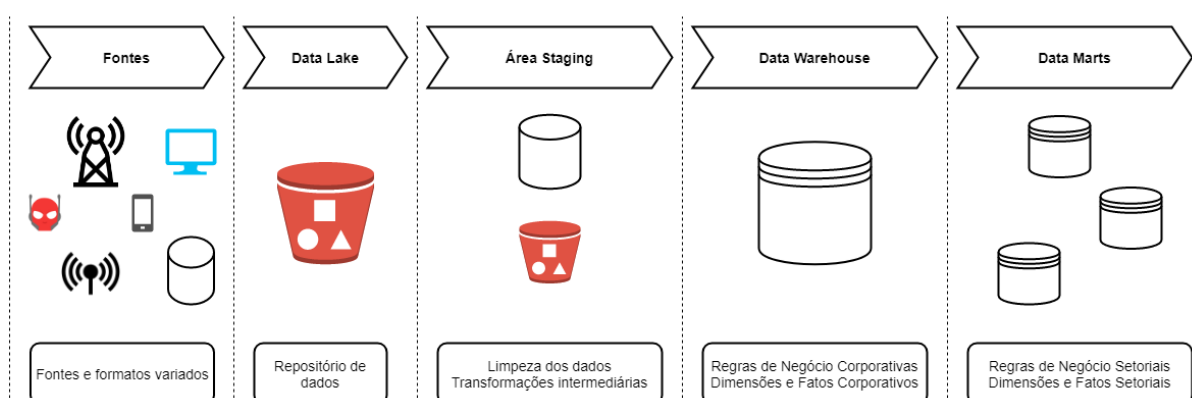 Fontes
Data Lake
Área Staging
Data Warehouse
Data Marts
Fontes e formatos variados
Repositório de
dados
Limpeza dos dados
Transformações intermediárias
Regras de Negócio Corporativas
Dimensões e Fatos Corporativos
Regras de Negócio Setoriais
Dimensões e Fatos Setoriais